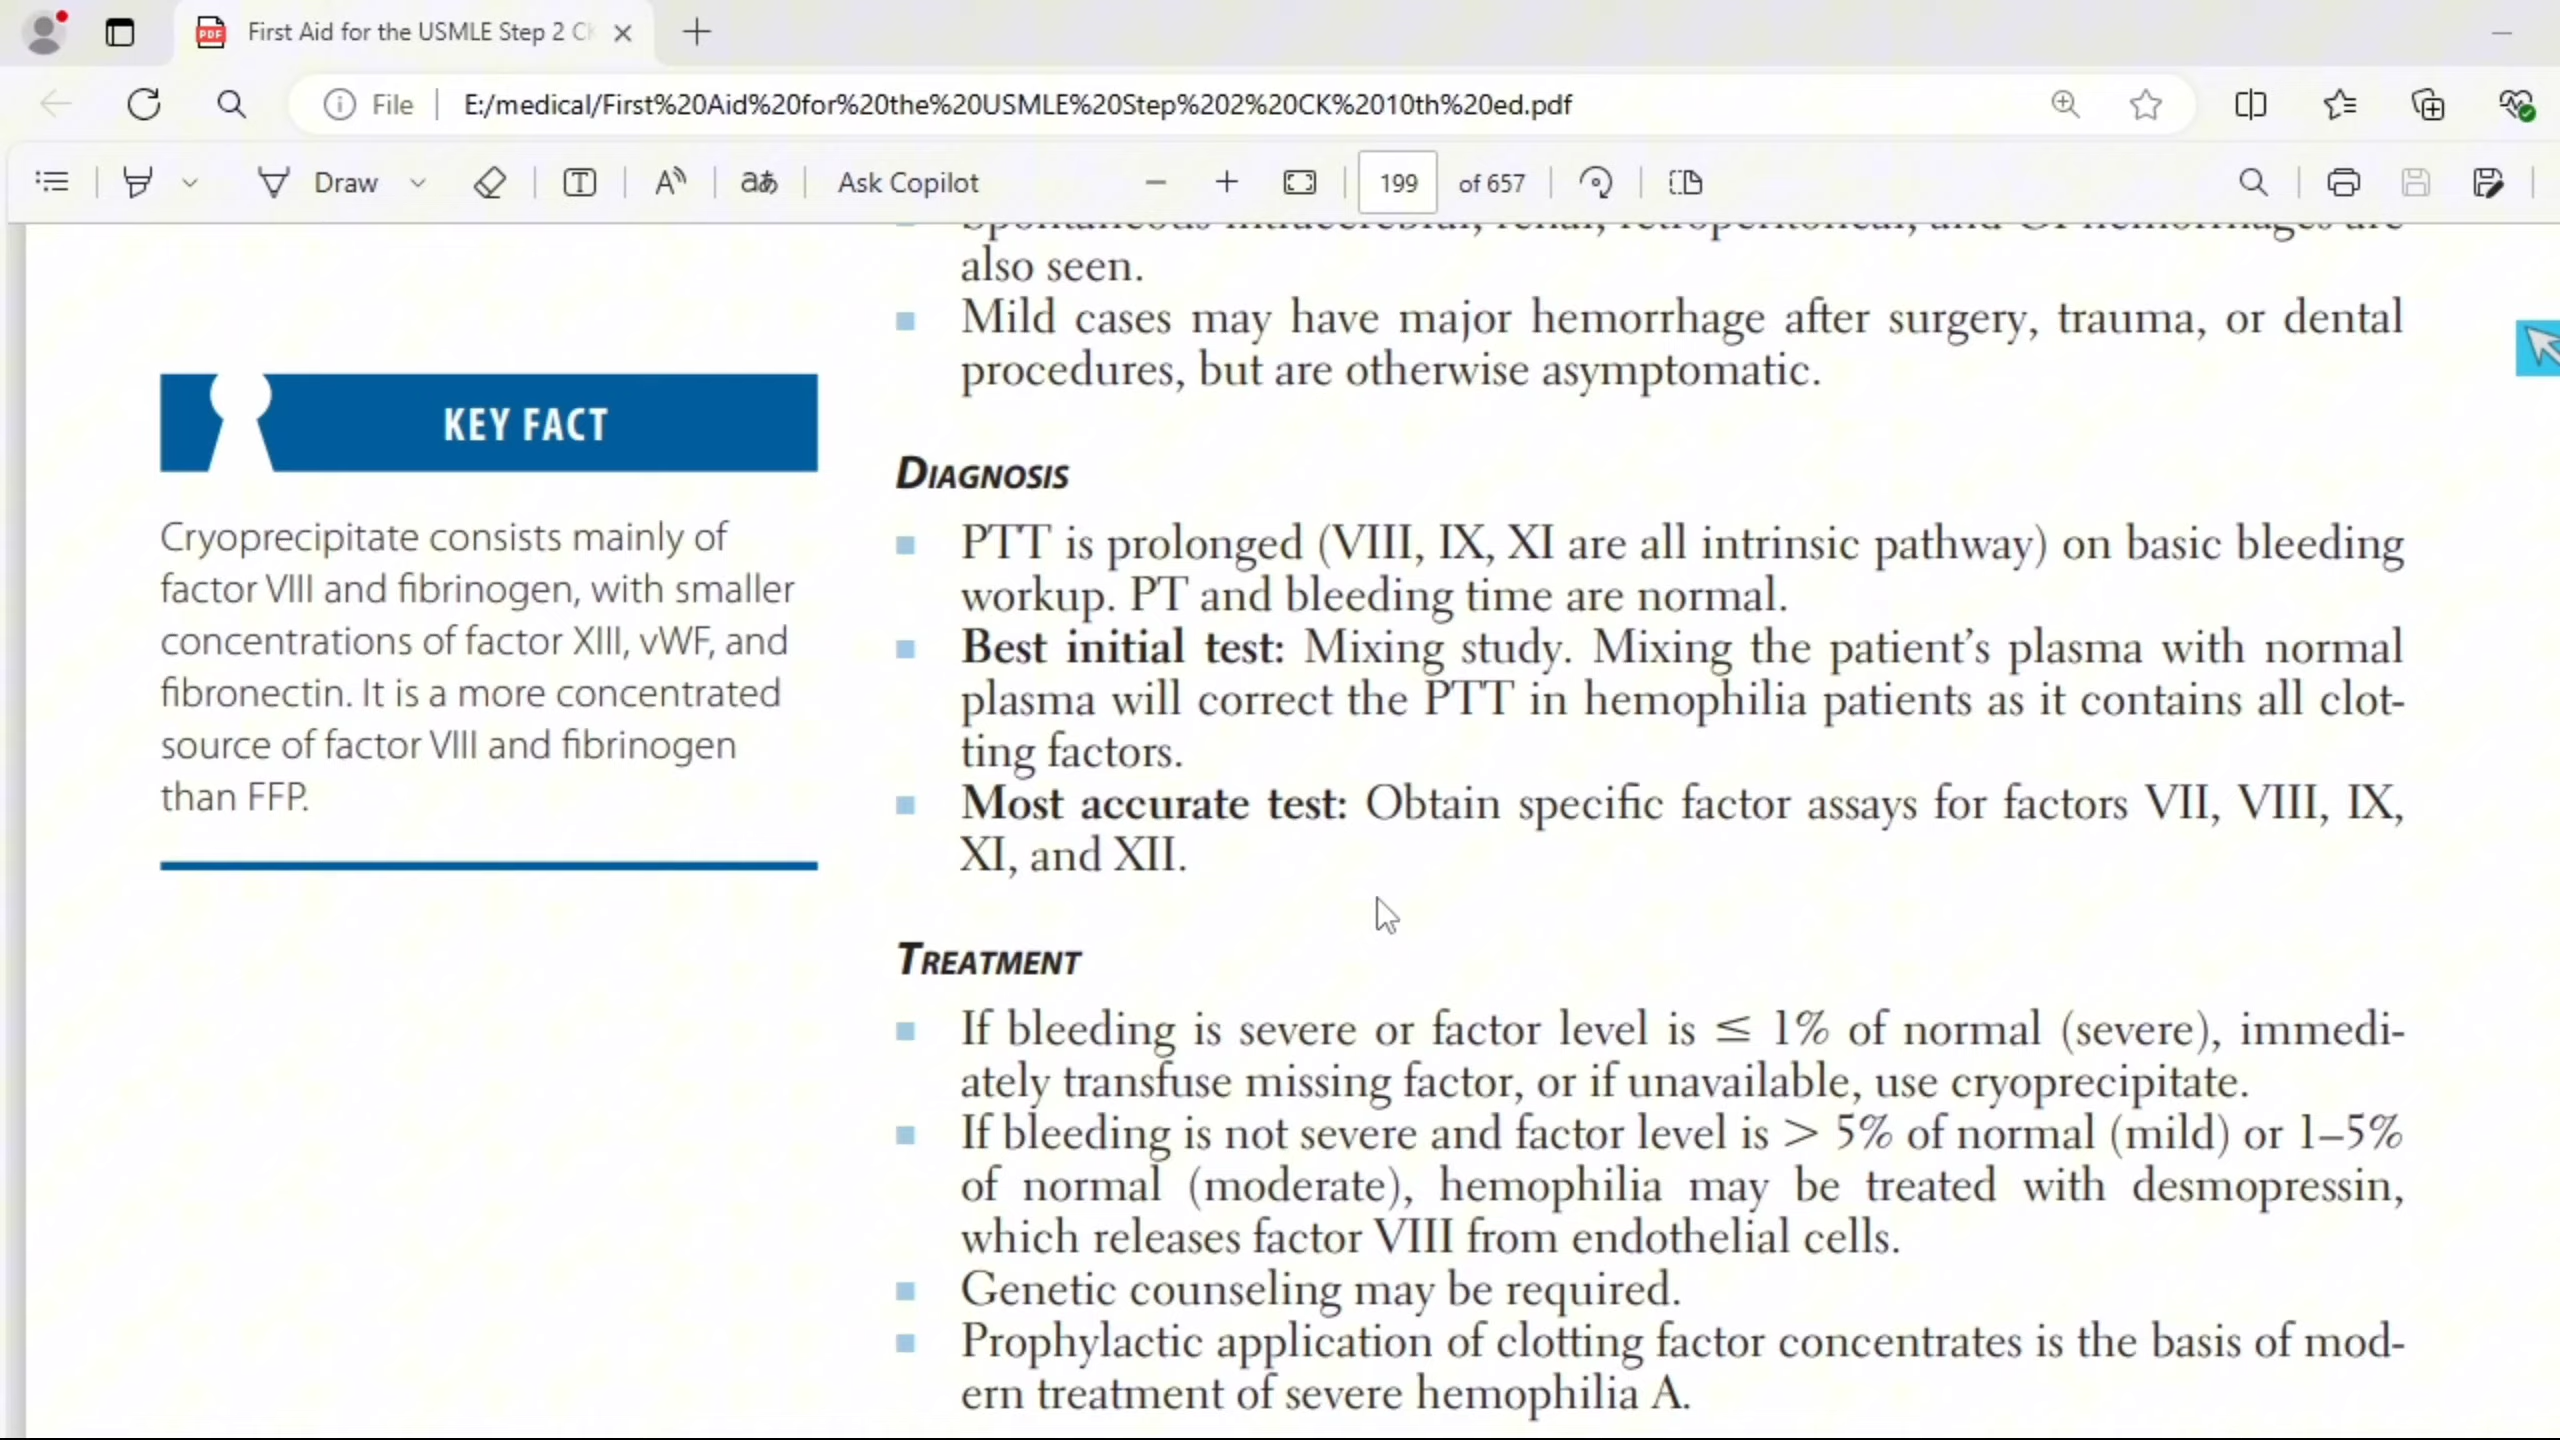 First Aid for the USMLE Step 2 CK
File
E:/medical/First%20Aid%20for%20the%20USMLE%20Step%202%20CK%2010th%20ed.pdf
Draw
aあ
Ask Copilot
199 of 657
Spontaneous intracerebral, renal, retroperitoneal, and GI hemorrhages are
also seen.
Mild cases may have major hemorrhage after surgery, trauma, or dental
procedures, but are otherwise asymptomatic.
KEY FACT
Cryoprecipitate consists mainly of
factor VIII and fibrinogen, with smaller
concentrations of factor XIII, vWF, and
fibronectin. It is a more concentrated
source of factor VIII and fibrinogen
than FFP.
DIAGNOSIS
PTT is prolonged (VIII, IX, XI are all intrinsic pathway) on basic bleeding
workup. PT and bleeding time are normal.
Best initial test: Mixing study. Mixing the patient's plasma with normal
plasma will correct the PTT in hemophilia patients as it contains all clot-
ting factors.
Most accurate test: Obtain specific factor assays for factors VII, VIII, IX,
XI, and XII.
TREATMENT
If bleeding is severe or factor level is ≤ 1% of normal (severe), immedi-
ately transfuse missing factor, or if unavailable, use cryoprecipitate.
If bleeding is not severe and factor level is > 5% of normal (mild) or 1–5%
of normal (moderate), hemophilia may be treated with desmopressin,
which releases factor VIII from endothelial cells.
Genetic counseling may be required.
Prophylactic application of clotting factor concentrates is the basis of mod-
ern treatment of severe hemophilia A.